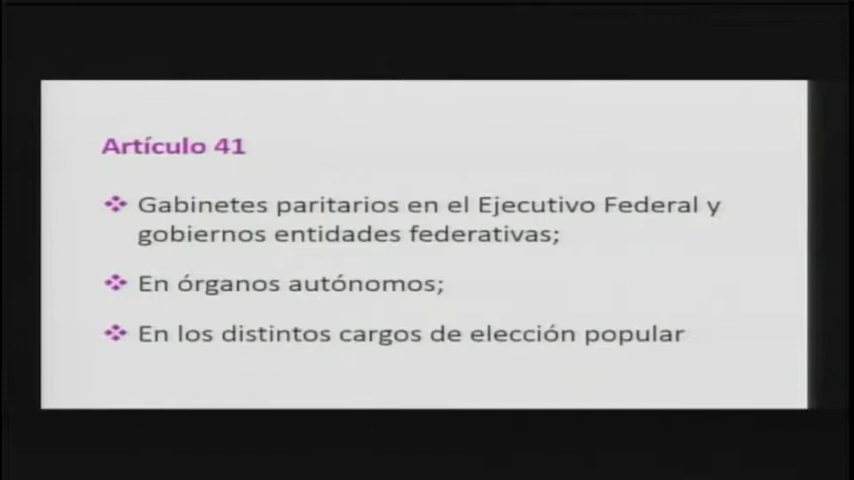 Artículo 41
Gabinetes paritarios en el Ejecutivo Federal y
gobiernos entidades federativas;
En órganos autónomos;
En los distintos cargos de elección popular